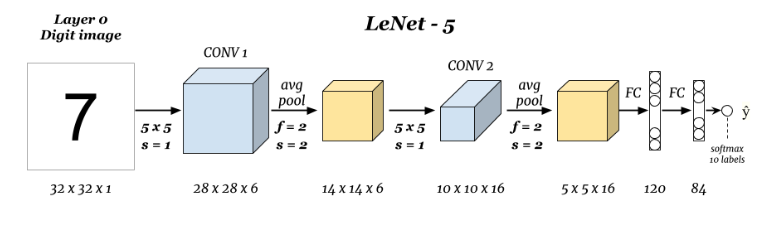 Layer 0
Digit image
LeNet - 5
CONV 1
CONV 2
7
avg
pool
avg
pool
FC
FC
ŷ
5 x 5
s = 1
f = 2
s = 2
5 x 5
s = 1
f = 2
s = 2
softmax
10 labels
32 x 32 x 1
28 x 28 x 6
14 x 14 x 6
10 x 10 x 16
5 x 5 x 16
120
84